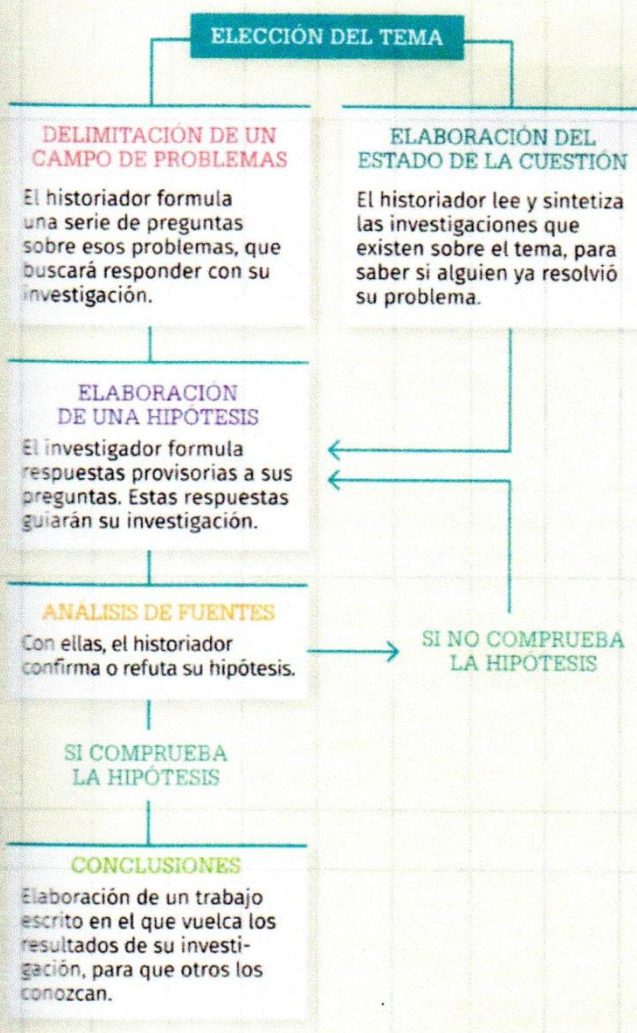 ELECCIÓN DEL TEMA
DELIMITACIÓN DE UN
CAMPO DE PROBLEMAS
El historiador formula
una serie de preguntas
sobre esos problemas, que
buscará responder con su
investigación.
ELABORACIÓN DEL
ESTADO DE LA CUESTIÓN
El historiador lee y sintetiza
las investigaciones que
existen sobre el tema, para
saber si alguien ya resolvió
su problema.
ELABORACIÓN
DE UNA HIPÓTESIS
El investigador formula
respuestas provisorias a sus
preguntas. Estas respuestas
guiarán su investigación.
ANÁLISIS DE FUENTES
Con ellas, el historiador
confirma o refuta su hipótesis.
SI NO COMPRUEBA
LA HIPÓTESIS
SI COMPRUEBA
LA HIPÓTESIS
CONCLUSIONES
Elaboración de un trabajo
escrito en el que vuelca los
resultados de su investi-
gación, para que otros los
conozcan.